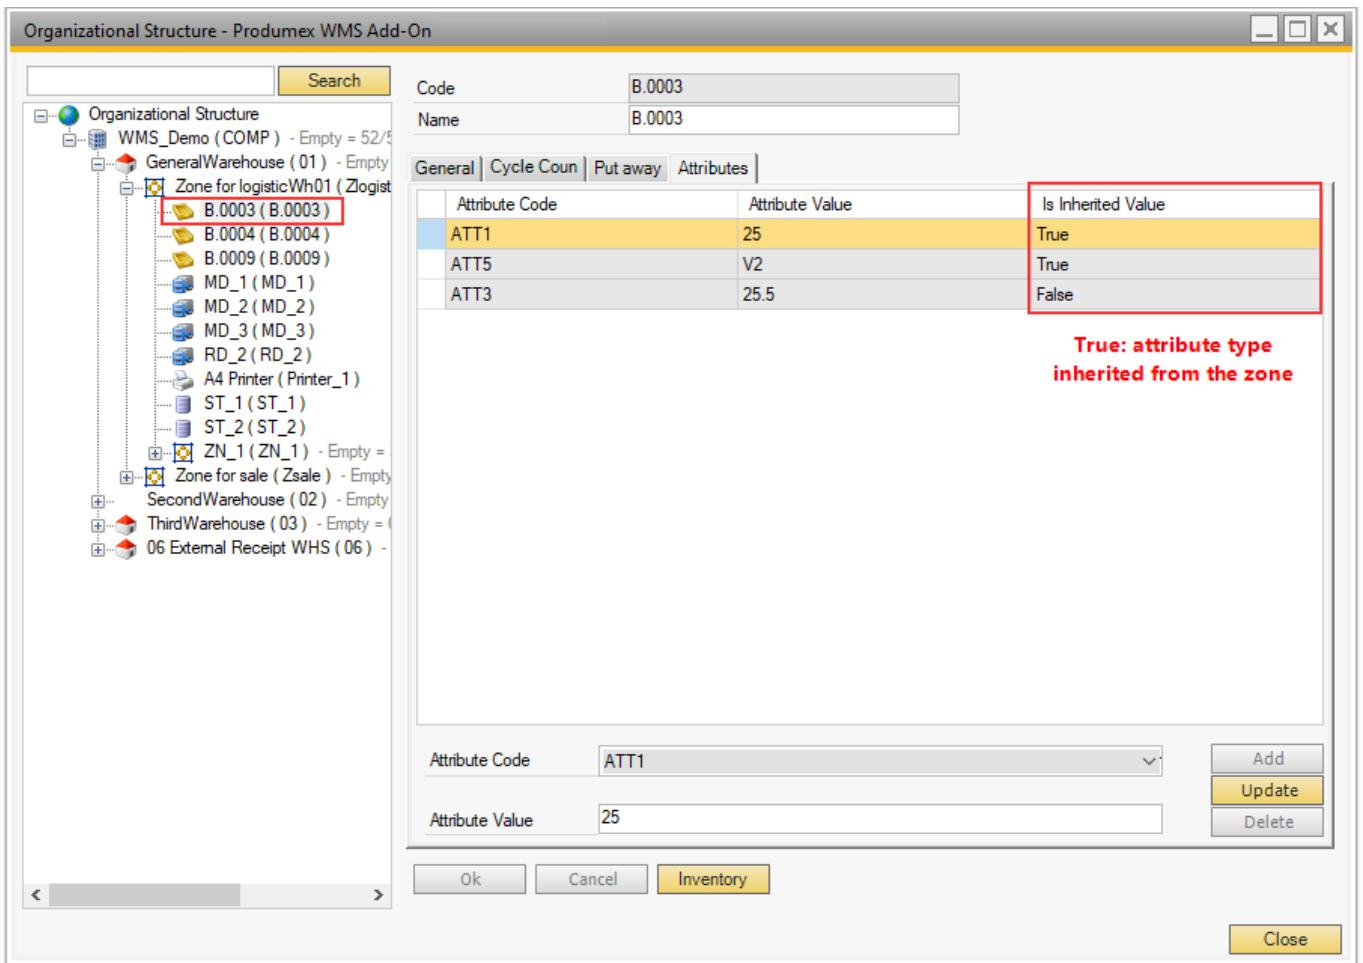 Organizational Structure - Produmex WMS Add-On
Search
Organizational Structure
WMS_Demo ( COMP ) - Empty = 52/5
GeneralWarehouse ( 01 ) - Empty
Zone for logisticWh01 ( Zlogist
B.0003 ( B.0003 )
B.0004 ( B.0004 )
B.0009 ( B.0009 )
MD_1 ( MD_1 )
MD_2 ( MD_2 )
MD_3 ( MD_3 )
RD_2 ( RD_2 )
A4 Printer ( Printer_1 )
ST_1 ( ST_1 )
ST_2 ( ST_2 )
ZN_1 ( ZN_1 ) - Empty =
Zone for sale ( Zsale ) - Empty
SecondWarehouse ( 02 ) - Empty
ThirdWarehouse ( 03 ) - Empty =
06 External Receipt WHS ( 06 ) -
Code B.0003
Name B.0003
General Cycle Coun Put away Attributes
Attribute Code Attribute Value Is Inherited Value
ATT1 25 True
ATT5 V2 True
ATT3 25.5 False
True: attribute type
inherited from the zone
Attribute Code ATT1 Add
Update
Attribute Value 25 Delete
Ok Cancel Inventory
Close